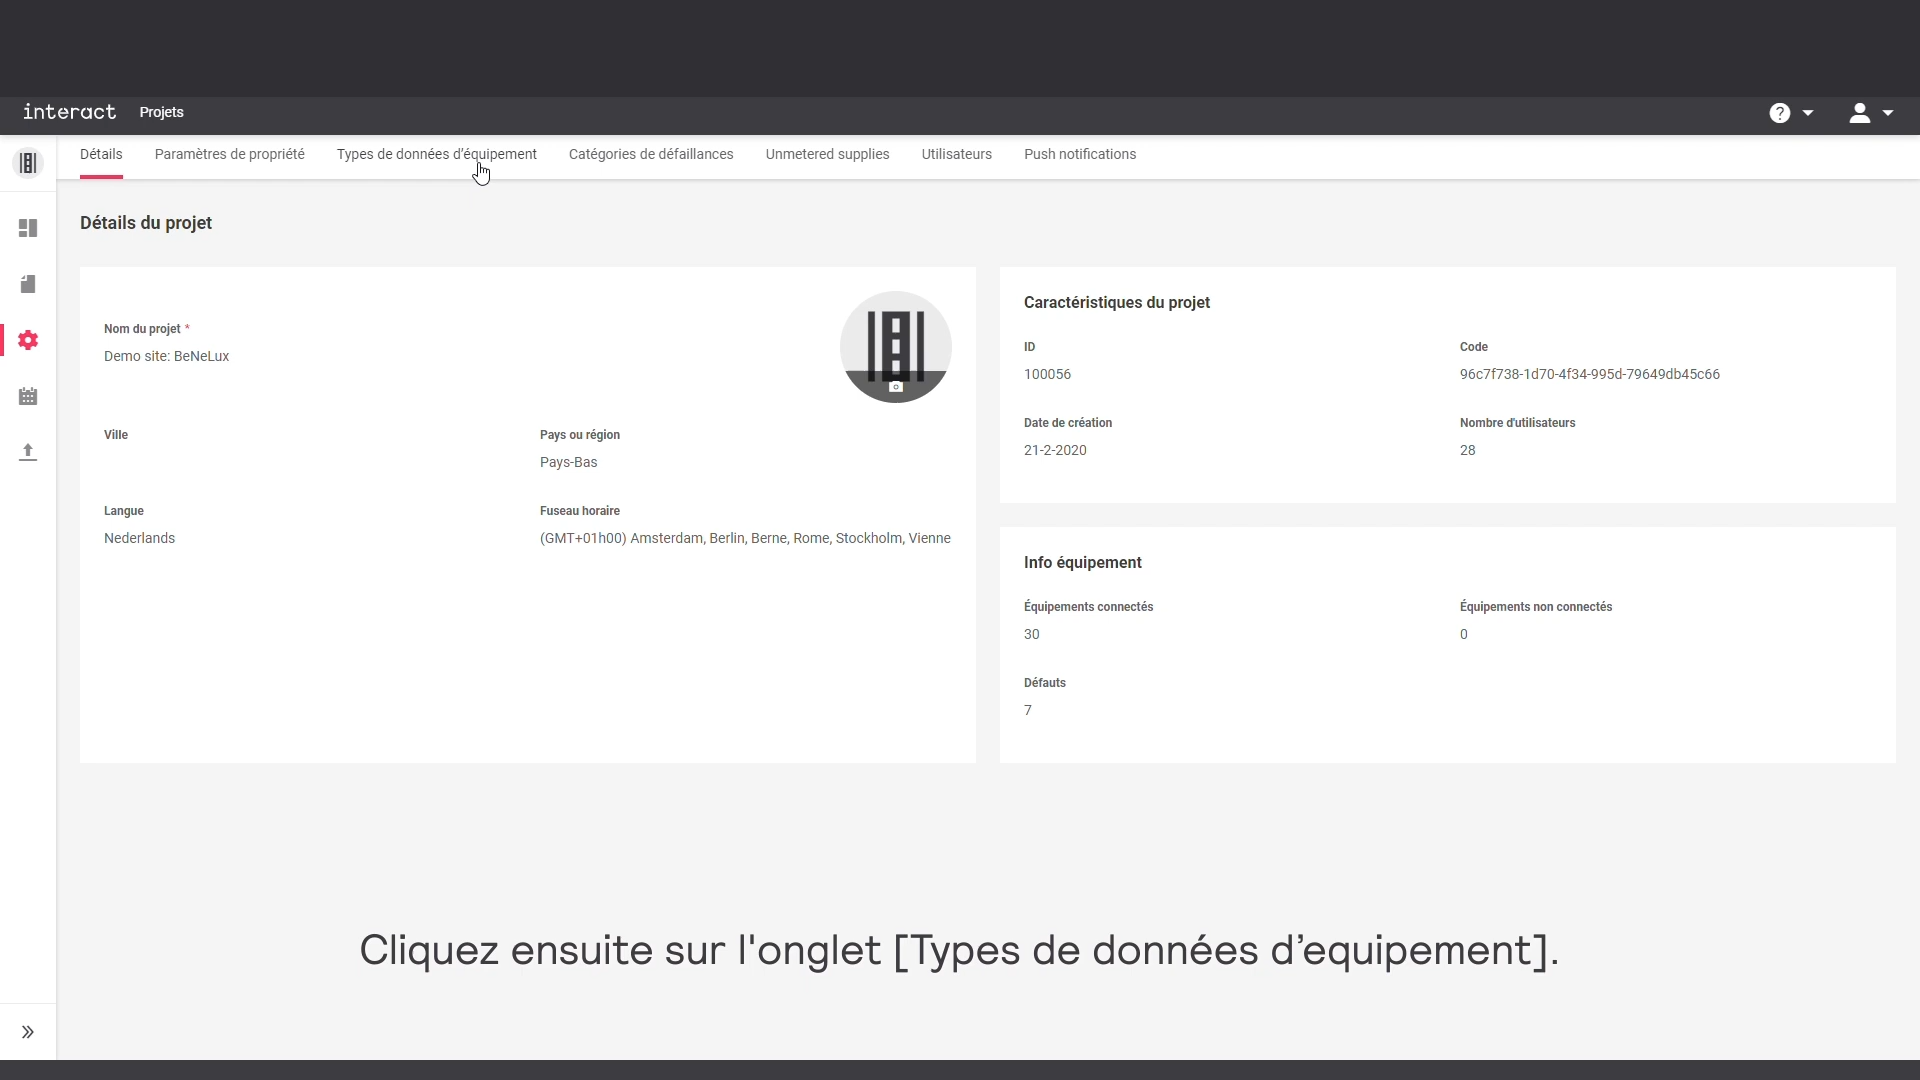 interact Projets
Détails Paramètres de propriété Types de données d'équipement Catégories de défaillances Unmetered supplies Utilisateurs Push notifications
Détails du projet
Nom du projet *
Demo site: BeNeLux
Ville
Pays ou région
Pays-Bas
Langue
Nederlands
Fuseau horaire
(GMT+01h00) Amsterdam, Berlin, Berne, Rome, Stockholm, Vienne
Caractéristiques du projet
ID
100056
Code
96c7f738-1d70-4f34-995d-79649db45c66
Date de création
21-2-2020
Nombre d'utilisateurs
28
Info équipement
Équipements connectés
30
Équipements non connectés
0
Défauts
7
Cliquez ensuite sur l'onglet [Types de données d’equipement].